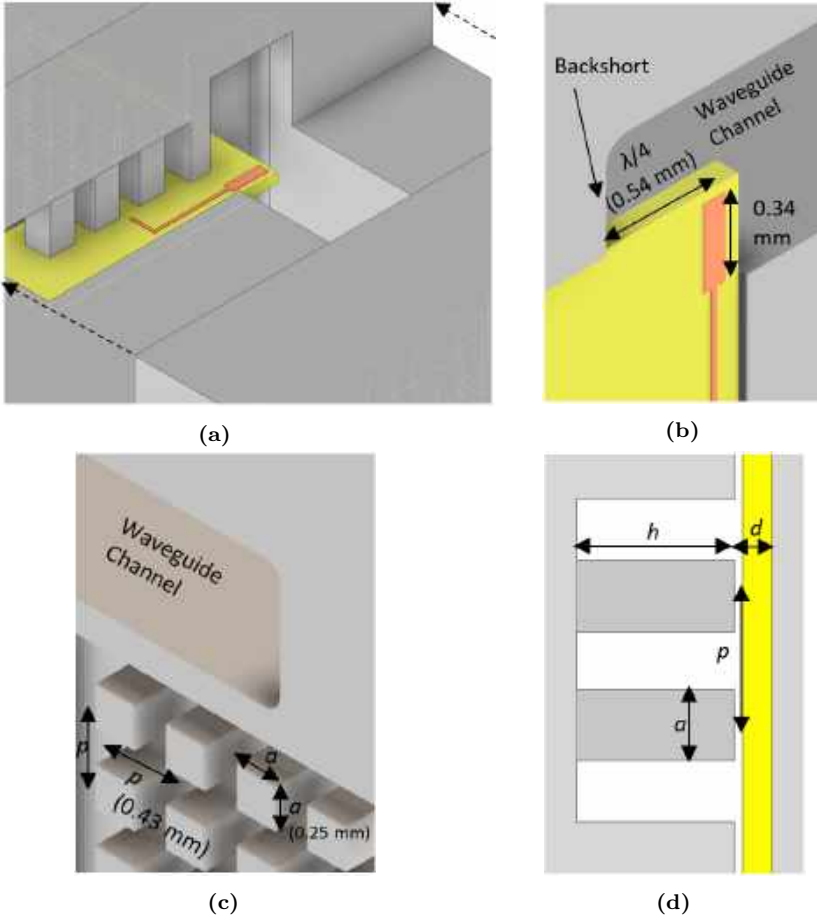 Backshort
Waveguide
Channel
λ/4
(0.54 mm)
0.34
mm
(a)
(b)
Waveguide
Channel
p
p
(0.43 mm)
a
a
(0.25 mm)
h
d
p
a
(c)
(d)